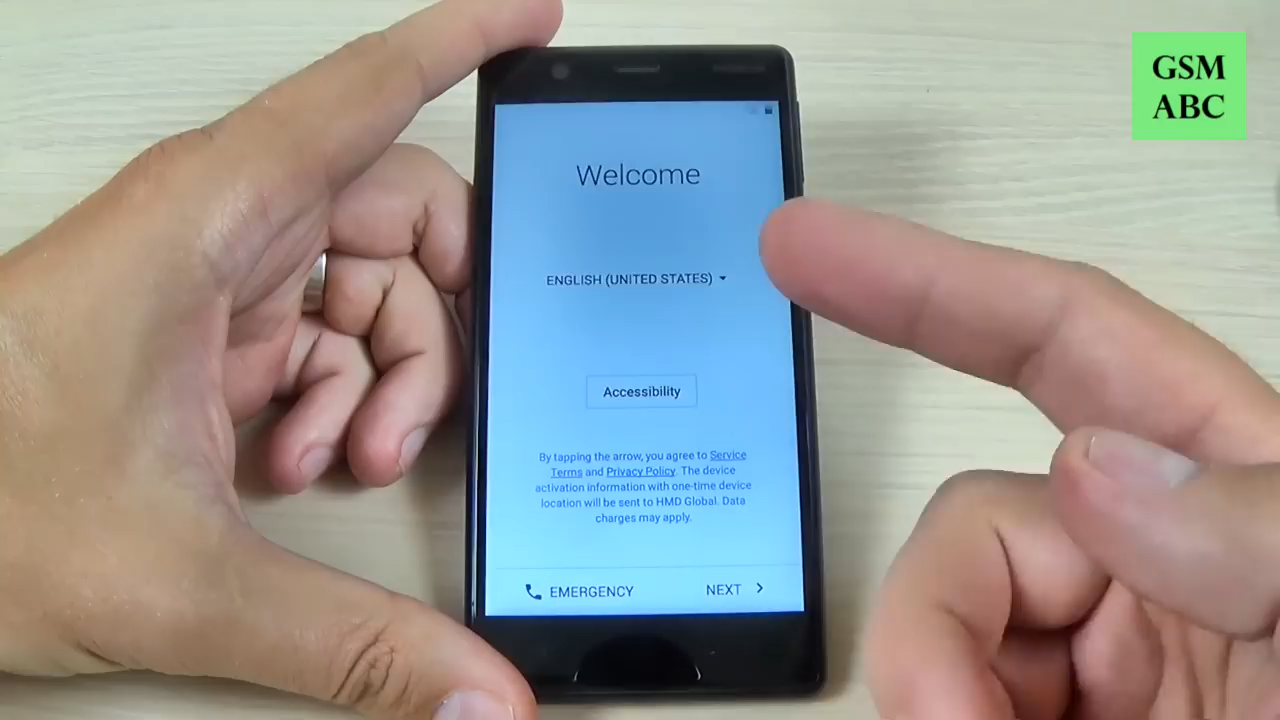 GSM
ABC
Welcome
ENGLISH (UNITED STATES)
Accessibility
By tapping the arrow, you agree to Service
Terms and Privacy Policy. The device
activation information with one-time device
location will be sent to HMD Global. Data
charges may apply.
EMERGENCY
NEXT